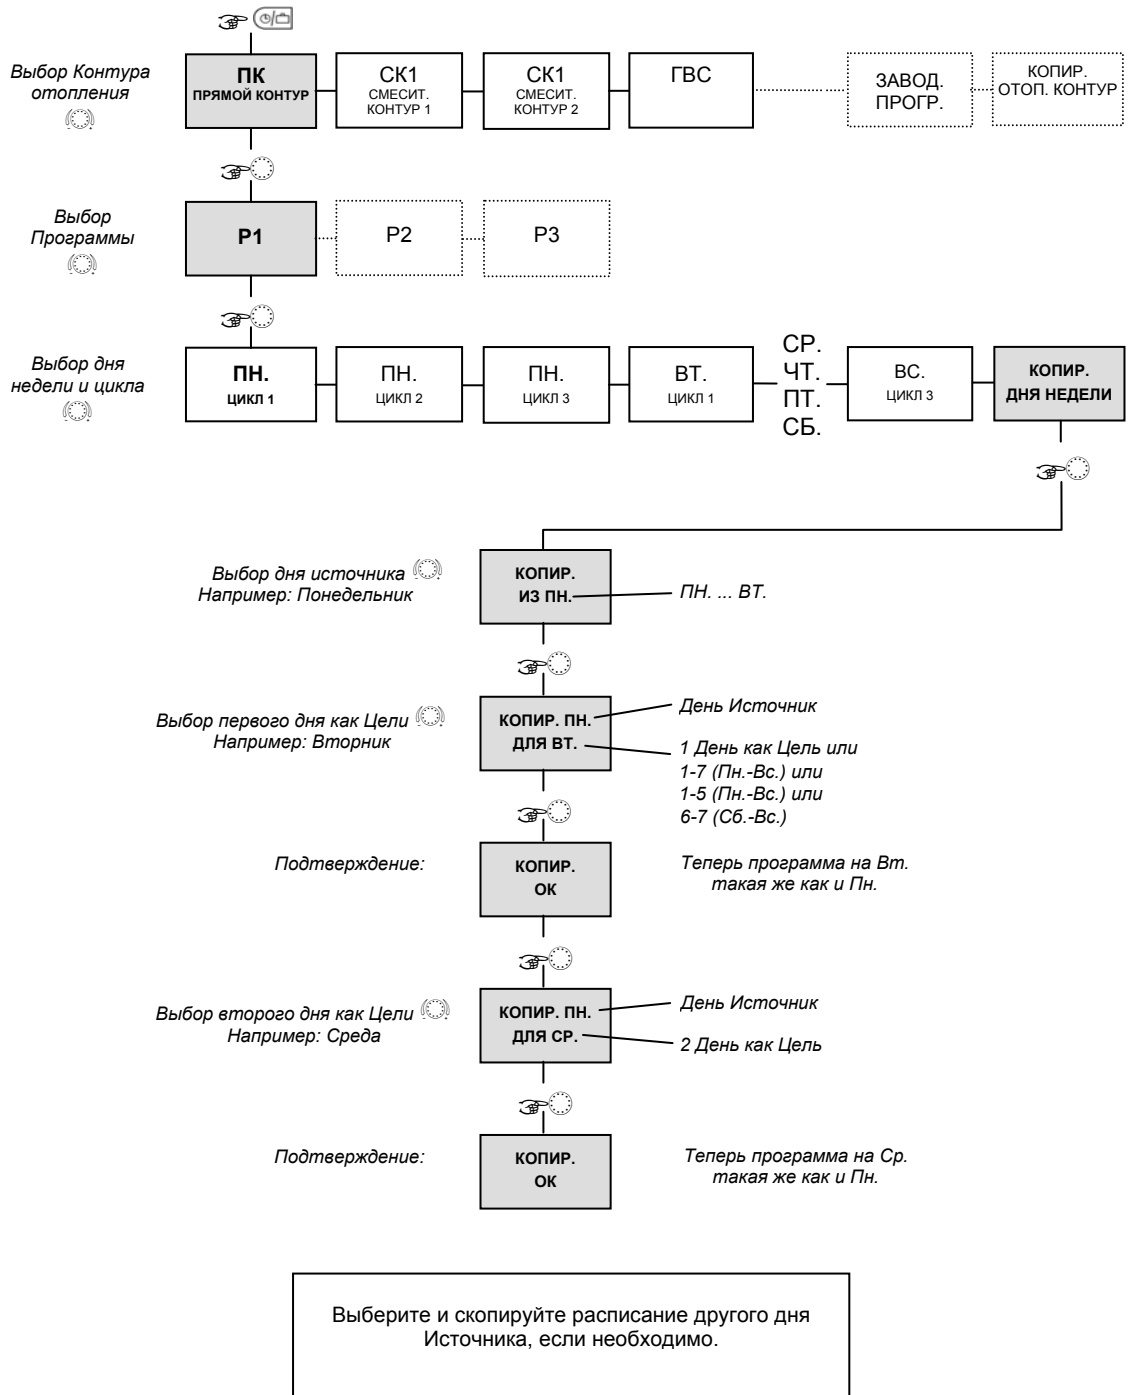 Выбор Контура
отопления
ПК
ПРЯМОЙ КОНТУР
СК1
СМЕСИТ.
КОНТУР 1
СК1
СМЕСИТ.
КОНТУР 2
ГВС
ЗАВОД.
ПРОГР.
КОПИР.
ОТОП. КОНТУР
Выбор
Программы
P1
P2
P3
Выбор дня
недели и цикла
ПН.
ЦИКЛ 1
ПН.
ЦИКЛ 2
ПН.
ЦИКЛ 3
ВТ.
ЦИКЛ 1
СР.
ЧТ.
ПТ.
СБ.
ВС.
ЦИКЛ 3
КОПИР.
ДНЯ НЕДЕЛИ
Выбор дня источника
Например: Понедельник
КОПИР.
ИЗ ПН.
ПН. ... ВТ.
Выбор первого дня как Цели
Например: Вторник
КОПИР. ПН.
ДЛЯ ВТ.
День Источник
1 День как Цель или
1-7 (Пн.-Вс.) или
1-5 (Пн.-Вс.) или
6-7 (Сб.-Вс.)
Подтверждение:
КОПИР.
ОК
Теперь программа на Вт.
такая же как и Пн.
Выбор второго дня как Цели
Например: Среда
КОПИР. ПН.
ДЛЯ СР.
День Источник
2 День как Цель
Подтверждение:
КОПИР.
ОК
Теперь программа на Ср.
такая же как и Пн.
Выберите и скопируйте расписание другого дня
Источника, если необходимо.